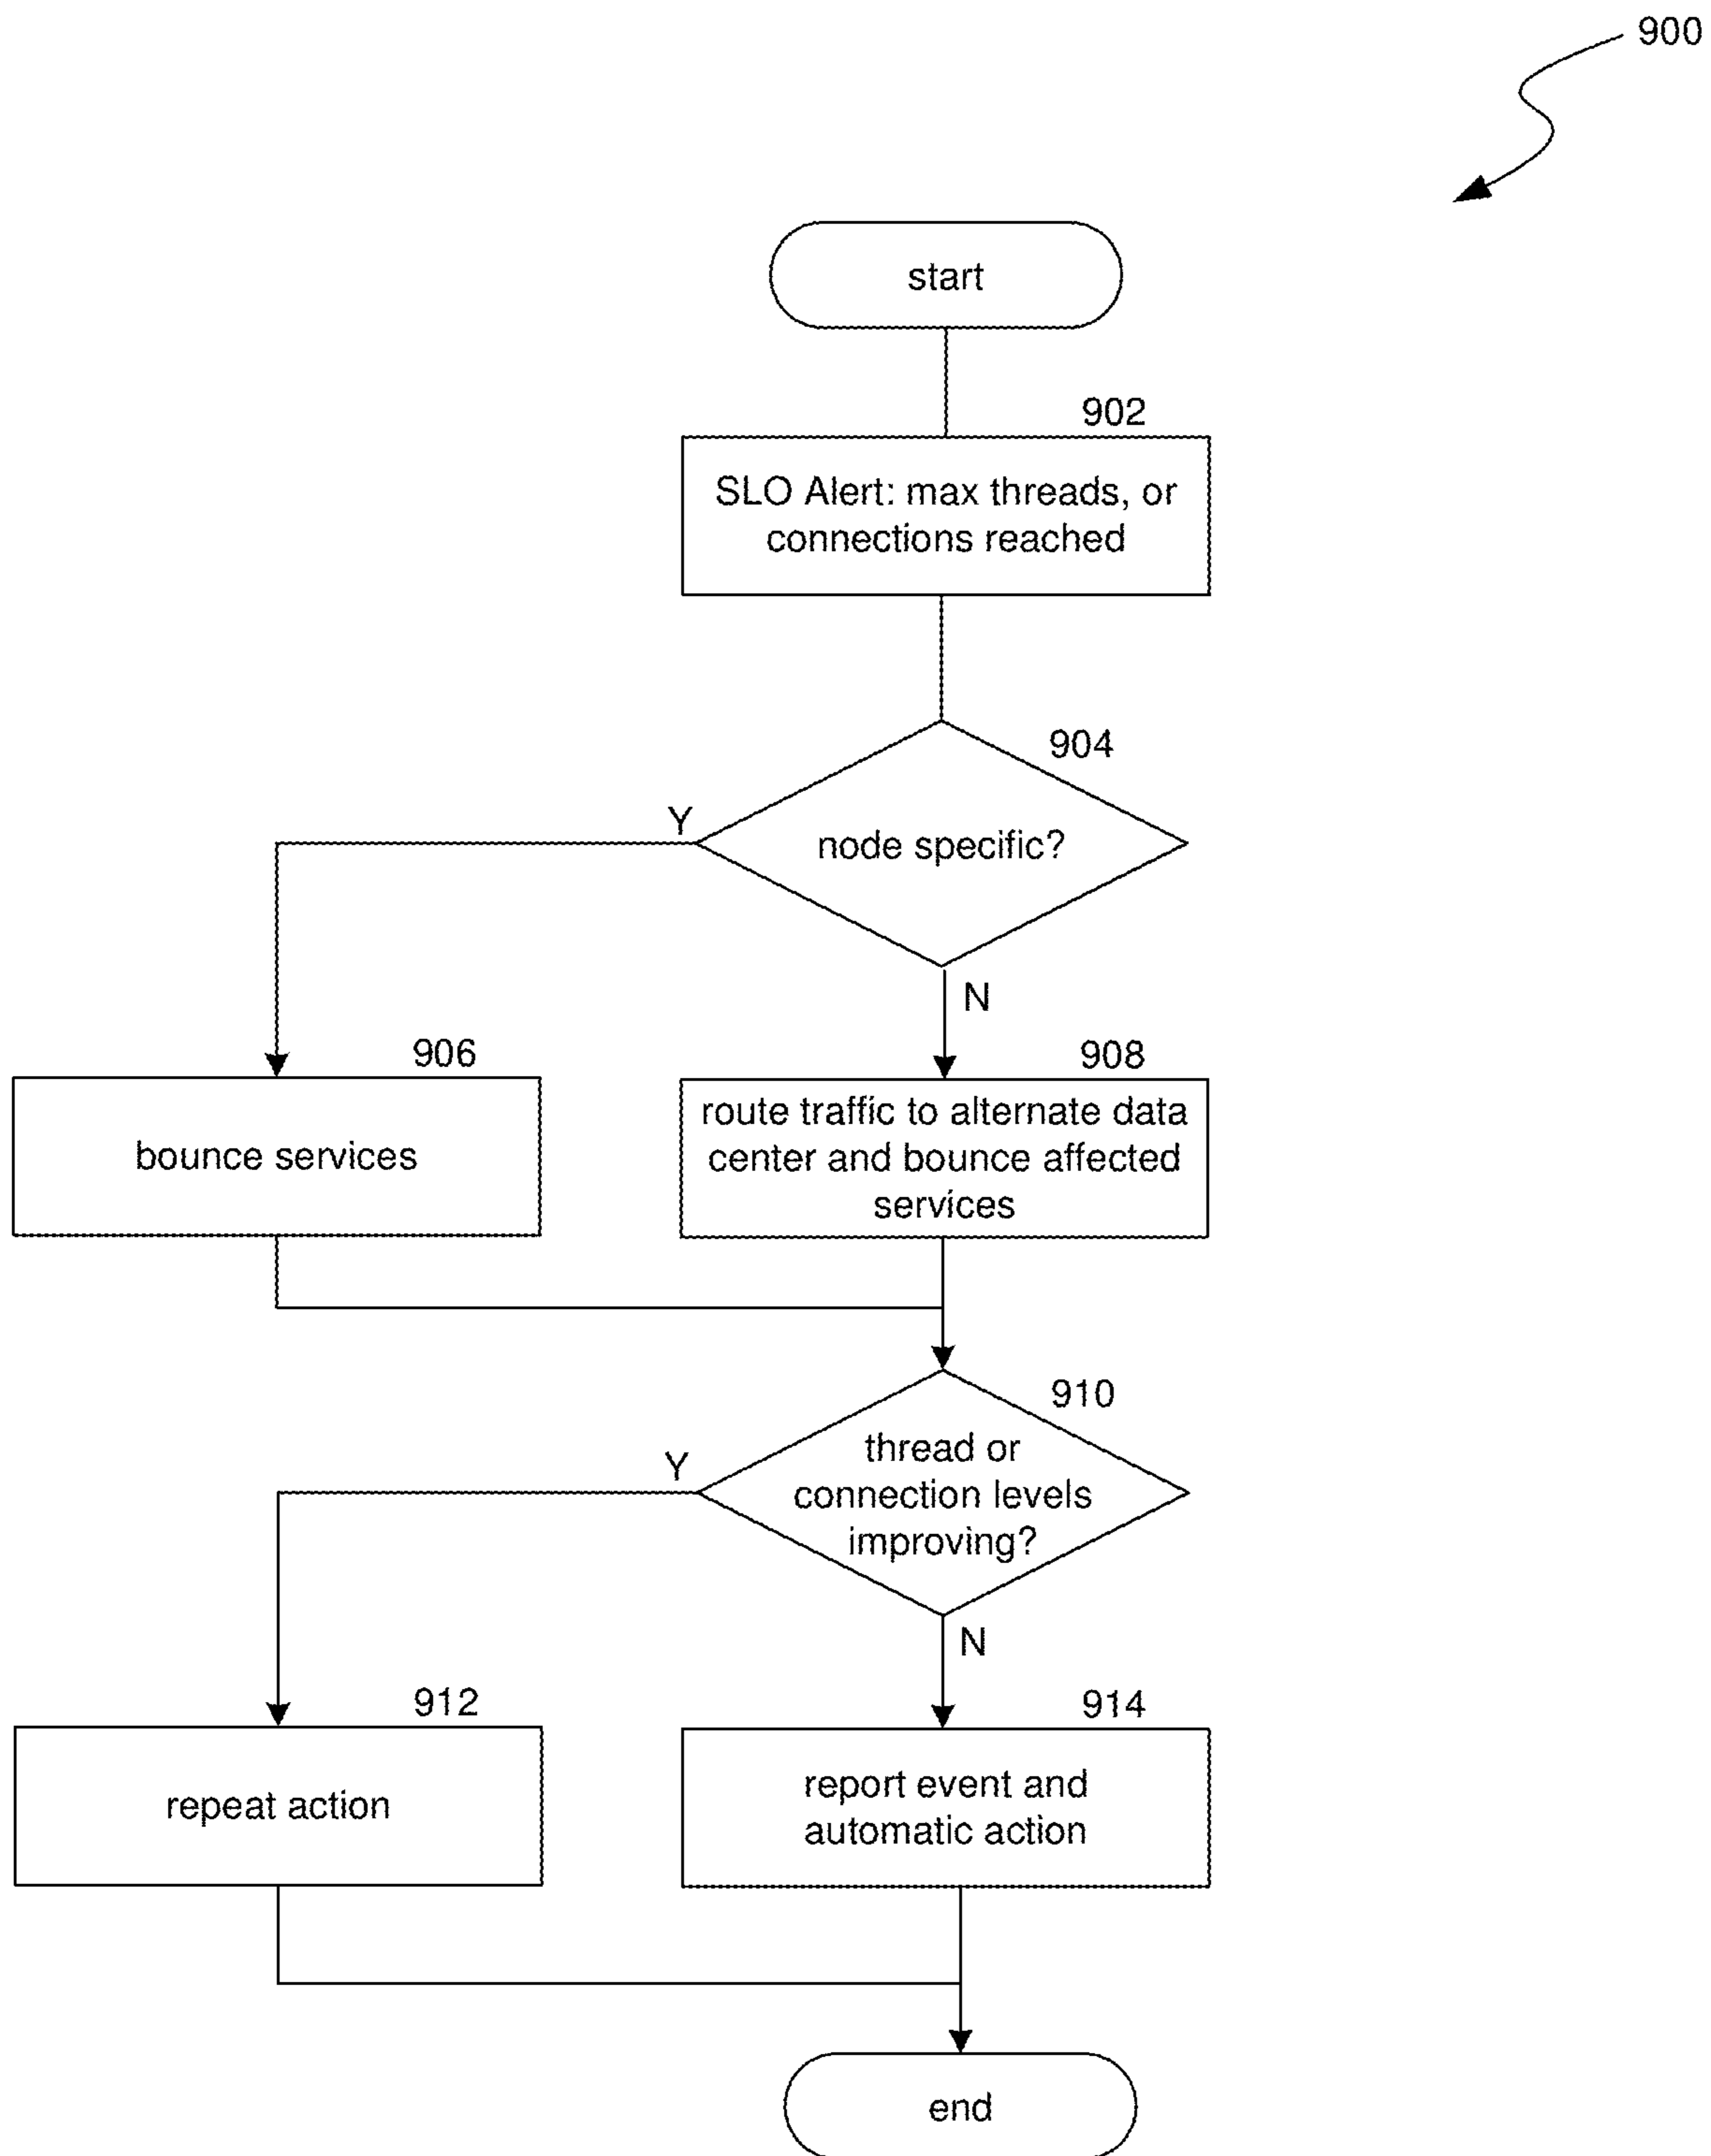 900
start
902
SLO Alert: max threads, or
connections reached
904
Y
node specific?
N
906
908
bounce services
route traffic to alternate data
center and bounce affected
services
910
Y
thread or
connection levels
improving?
N
912
914
repeat action
report event and
automatic action
end